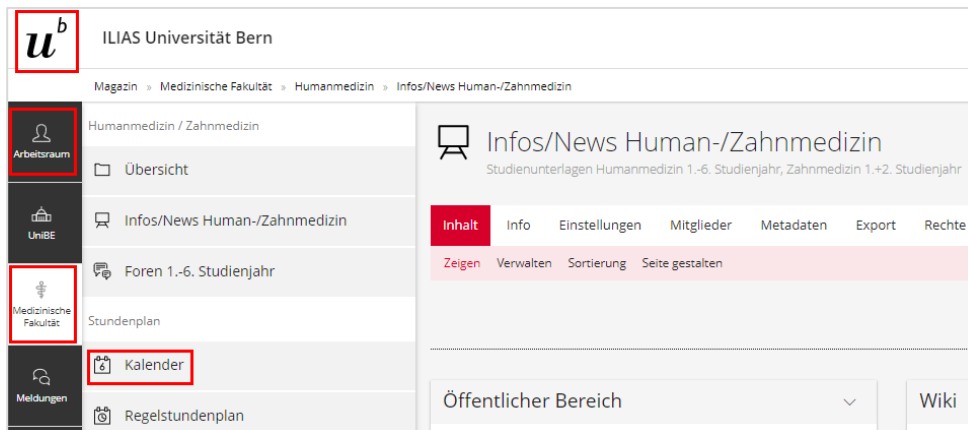 u^b
ILIAS Universität Bern
Magazin » Medizinische Fakultät » Humanmedizin » Infos/News Human-/Zahnmedizin
Arbeitsraum
UniBE
Medizinische
Fakultät
Meldungen
Humanmedizin / Zahnmedizin
Übersicht
Infos/News Human-/Zahnmedizin
Foren 1.-6. Studienjahr
Stundenplan
6 Kalender
Regelstundenplan
Infos/News Human-/Zahnmedizin
Studienunterlagen Humanmedizin 1.-6. Studienjahr, Zahnmedizin 1.+2. Studienjahr
Inhalt Info Einstellungen Mitglieder Metadaten Export Rechte
Zeigen Verwalten Sortierung Seite gestalten
Öffentlicher Bereich
Wiki